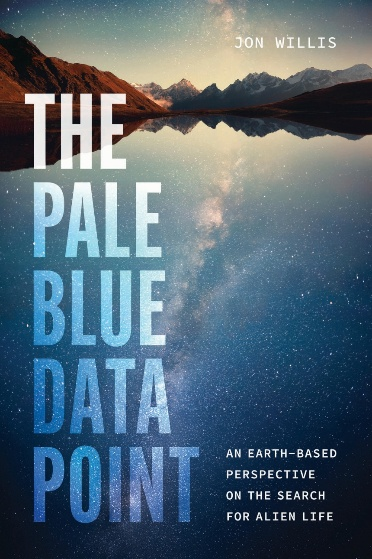 JON WILLIS
THE
PALE
BLUE
DATA
POINT
AN EARTH-BASED
PERSPECTIVE
ON THE SEARCH
FOR ALIEN LIFE